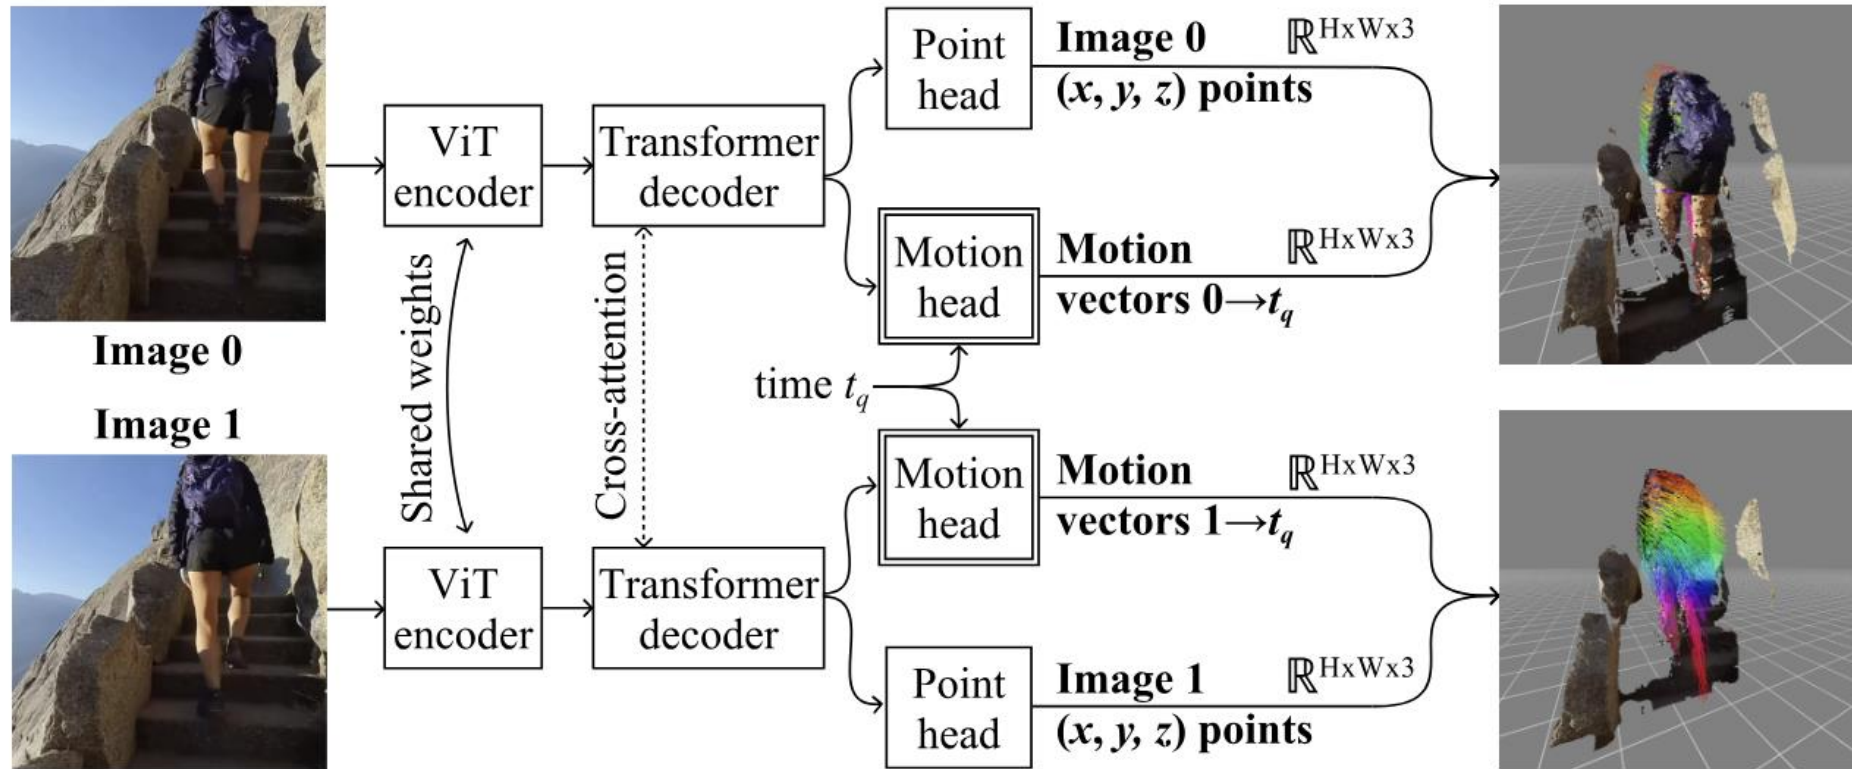 Image 0
Image 1
ViT
encoder
Transformer
decoder
Point
head
Image 0
(x, y, z) points
ℝ^HxWx3
Motion
head
Motion
vectors 0→t_q
ℝ^HxWx3
Shared weights
Cross-attention
time t_q
Motion
head
Motion
vectors 1→t_q
ℝ^HxWx3
ViT
encoder
Transformer
decoder
Point
head
Image 1
(x, y, z) points
ℝ^HxWx3